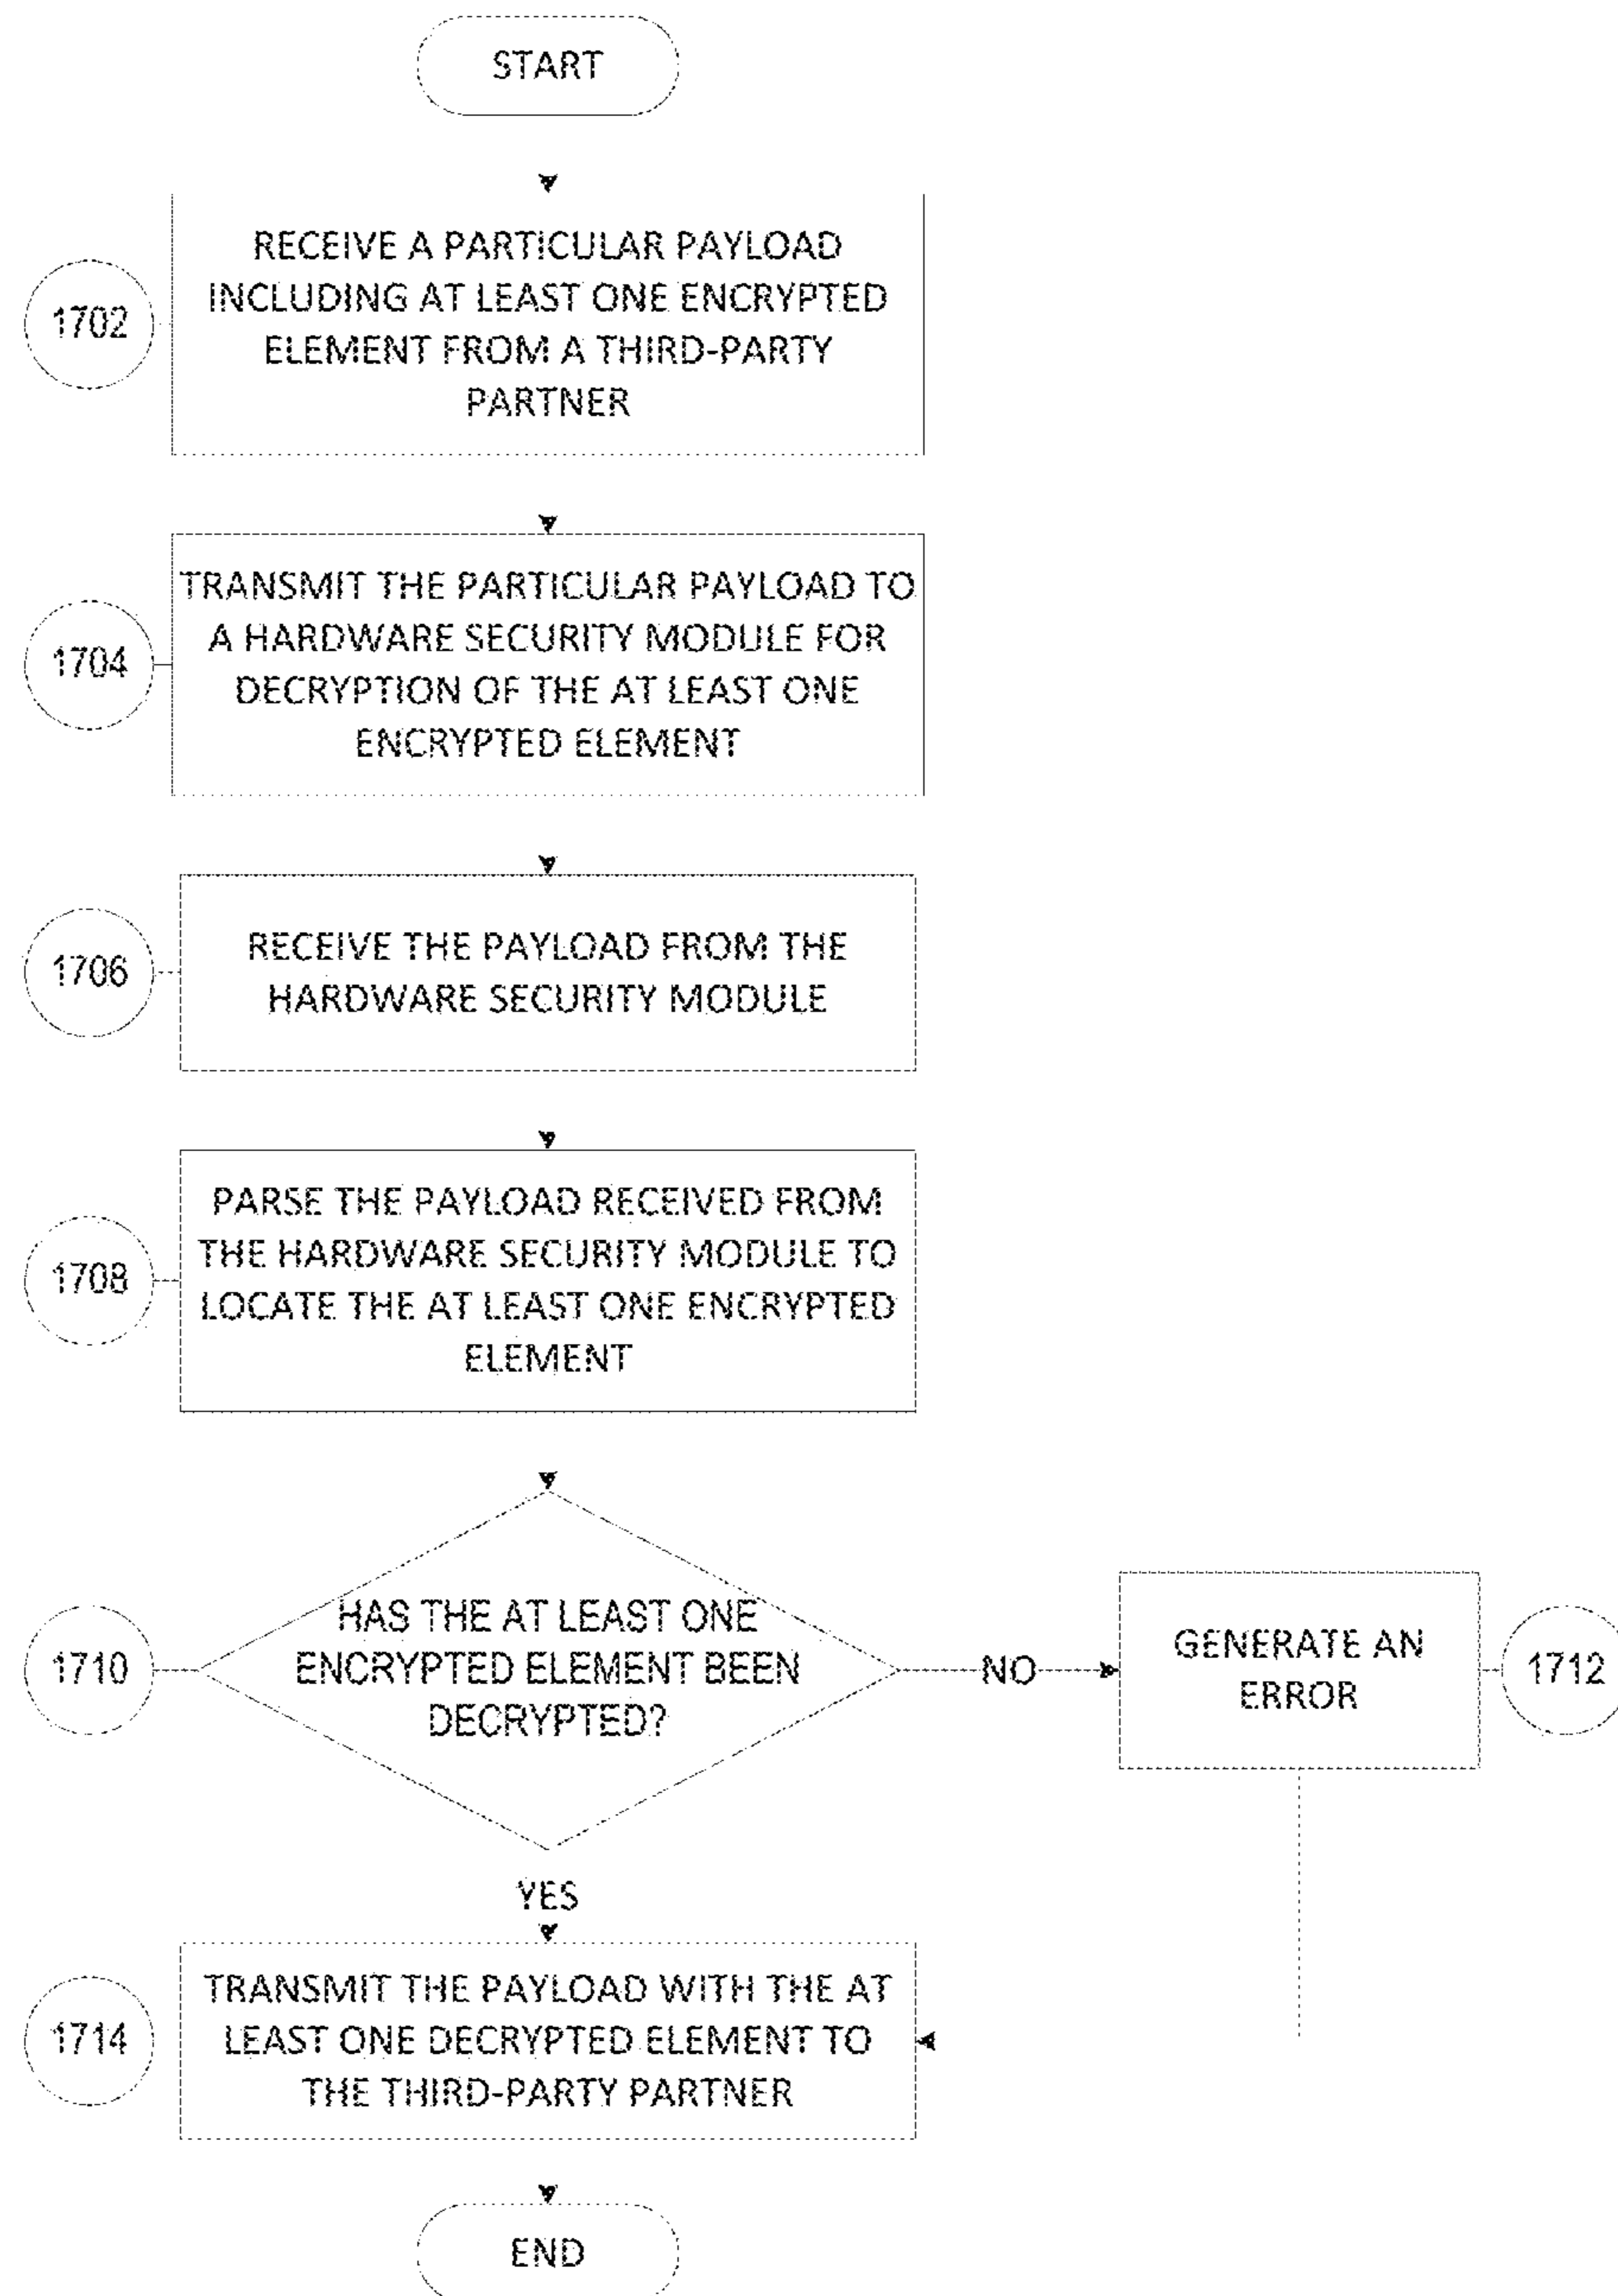 START
1702
RECEIVE A PARTICULAR PAYLOAD
INCLUDING AT LEAST ONE ENCRYPTED
ELEMENT FROM A THIRD-PARTY
PARTNER
1704
TRANSMIT THE PARTICULAR PAYLOAD TO
A HARDWARE SECURITY MODULE FOR
DECRYPTION OF THE AT LEAST ONE
ENCRYPTED ELEMENT
1706
RECEIVE THE PAYLOAD FROM THE
HARDWARE SECURITY MODULE
1708
PARSE THE PAYLOAD RECEIVED FROM
THE HARDWARE SECURITY MODULE TO
LOCATE THE AT LEAST ONE ENCRYPTED
ELEMENT
1710
HAS THE AT LEAST ONE
ENCRYPTED ELEMENT BEEN
DECRYPTED?
NO
GENERATE AN
ERROR
1712
YES
1714
TRANSMIT THE PAYLOAD WITH THE AT
LEAST ONE DECRYPTED ELEMENT TO
THE THIRD-PARTY PARTNER
END